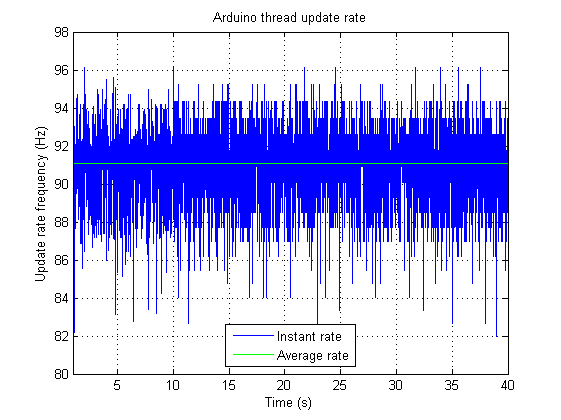 Arduino thread update rate
98
96
94
92
90
88
86
84
82
80
Update rate frequency (Hz)
Instant rate
Average rate
5 10 15 20 25 30 35 40
Time (s)